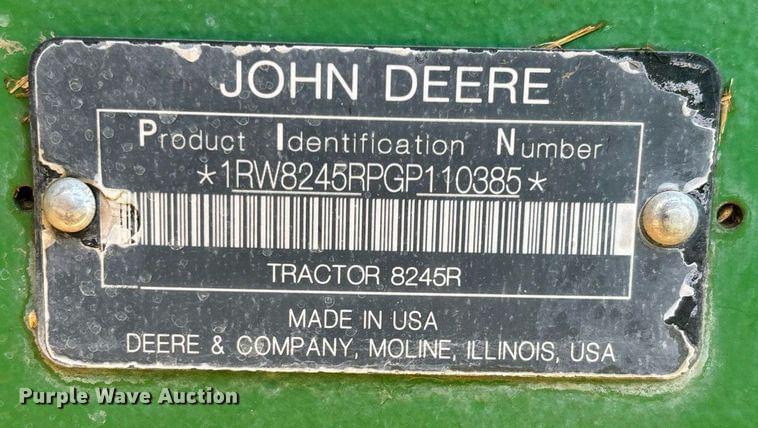 JOHN DEERE
Product Identification Number
*1RW8245RPGP110385*
TRACTOR 8245R
MADE IN USA
DEERE & COMPANY, MOLINE, ILLINOIS, USA
Purple Wave Auction